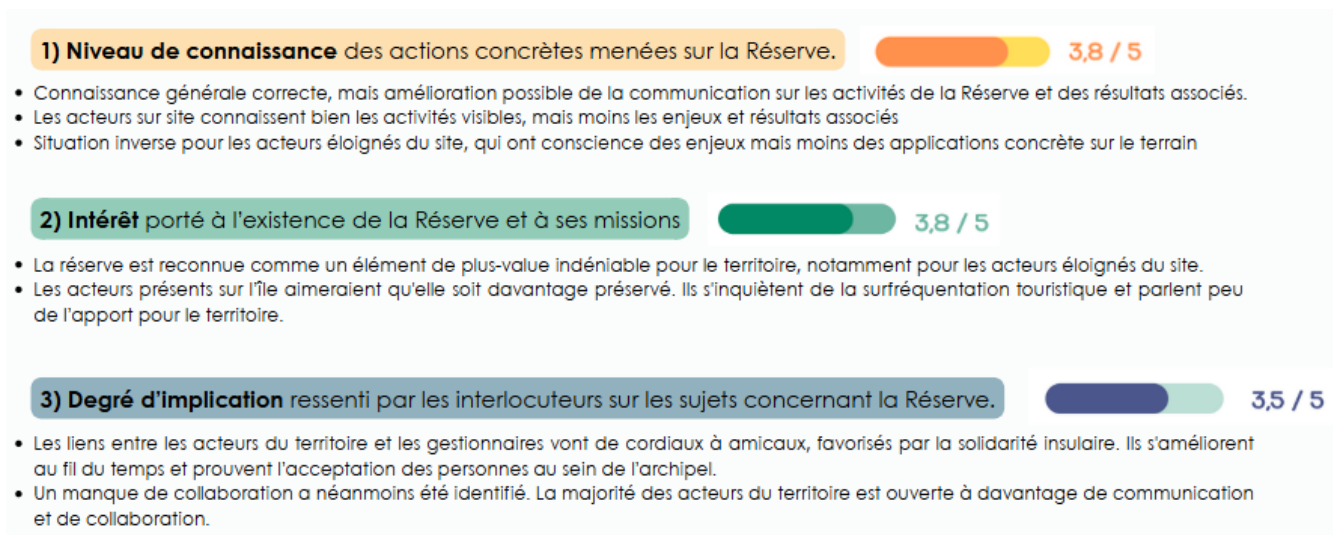 1) Niveau de connaissance des actions concrètes menées sur la Réserve. 3,8 / 5
• Connaissance générale correcte, mais amélioration possible de la communication sur les activités de la Réserve et des résultats associés.
• Les acteurs sur site connaissent bien les activités visibles, mais moins les enjeux et résultats associés
• Situation inverse pour les acteurs éloignés du site, qui ont conscience des enjeux mais moins des applications concrète sur le terrain
2) Intérêt porté à l'existence de la Réserve et à ses missions 3,8 / 5
• La réserve est reconnue comme un élément de plus-value indéniable pour le territoire, notamment pour les acteurs éloignés du site.
• Les acteurs présents sur l'île aimeraient qu'elle soit davantage préservé. Ils s'inquiètent de la surfréquentation touristique et parlent peu
de l'apport pour le territoire.
3) Degré d'implication ressenti par les interlocuteurs sur les sujets concernant la Réserve. 3,5 / 5
• Les liens entre les acteurs du territoire et les gestionnaires vont de cordiaux à amicaux, favorisés par la solidarité insulaire. Ils s'améliorent
au fil du temps et prouvent l'acceptation des personnes au sein de l'archipel.
• Un manque de collaboration a néanmoins été identifié. La majorité des acteurs du territoire est ouverte à davantage de communication
et de collaboration.